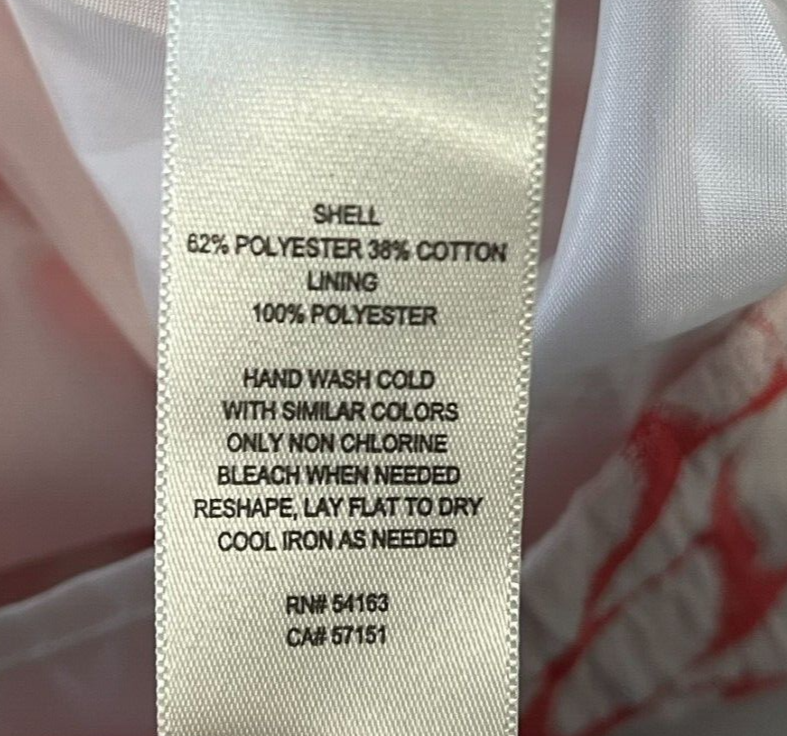 SHELL
62% POLYESTER 38% COTTON
LINING
100% POLYESTER
HAND WASH COLD
WITH SIMILAR COLORS
ONLY NON CHLORINE
BLEACH WHEN NEEDED
RESHAPE, LAY FLAT TO DRY
COOL IRON AS NEEDED
RN# 54163
CA# 57151